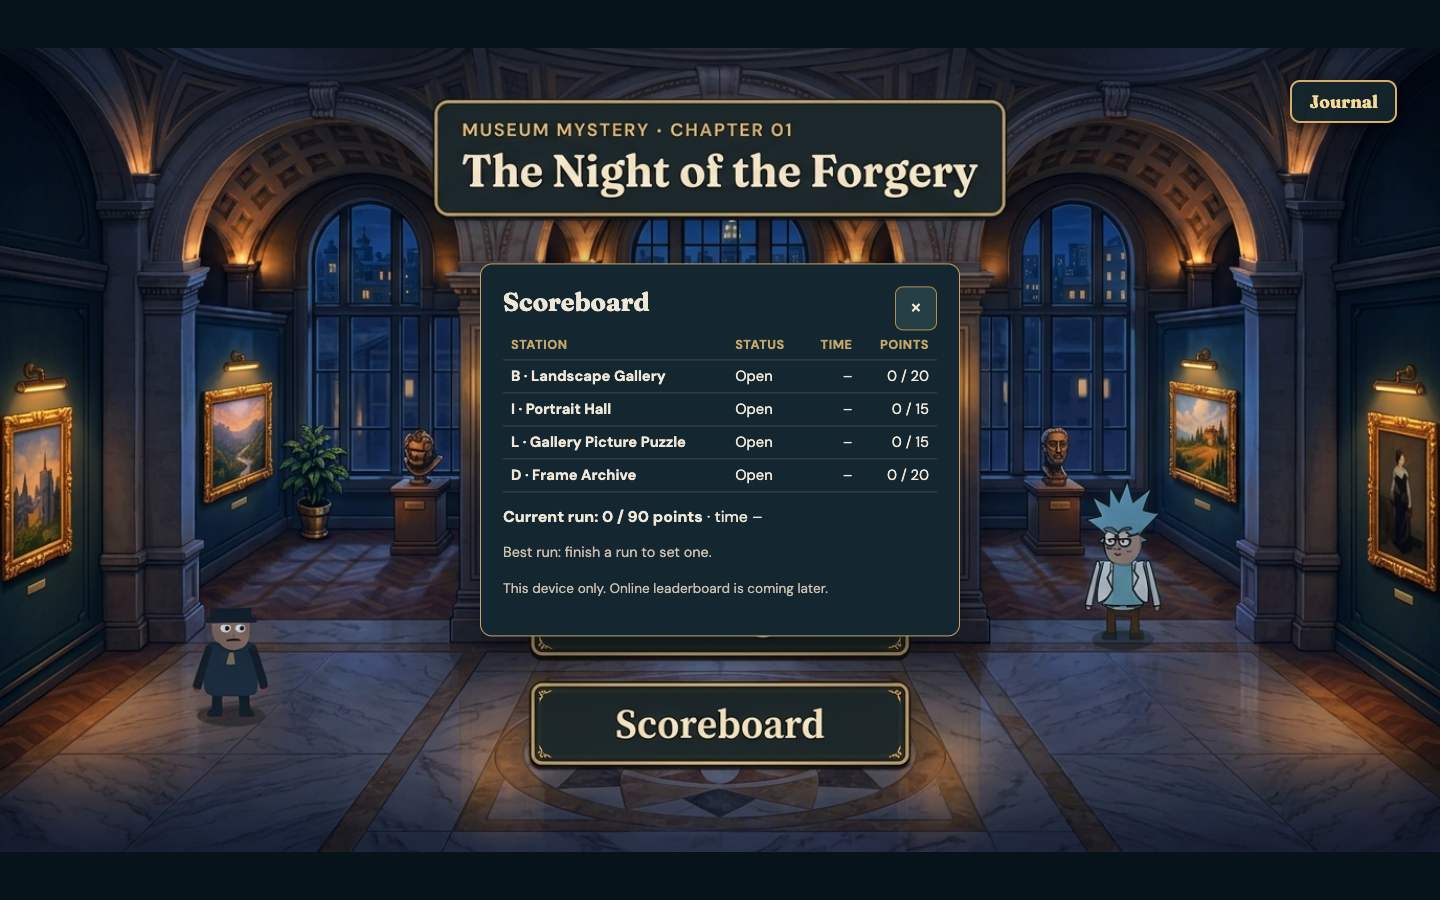 Journal
MUSEUM MYSTERY · CHAPTER 01
The Night of the Forgery
Scoreboard
×
STATION STATUS TIME POINTS
B · Landscape Gallery Open – 0 / 20
I · Portrait Hall Open – 0 / 15
L · Gallery Picture Puzzle Open – 0 / 15
D · Frame Archive Open – 0 / 20
Current run: 0 / 90 points · time –
Best run: finish a run to set one.
This device only. Online leaderboard is coming later.
Scoreboard